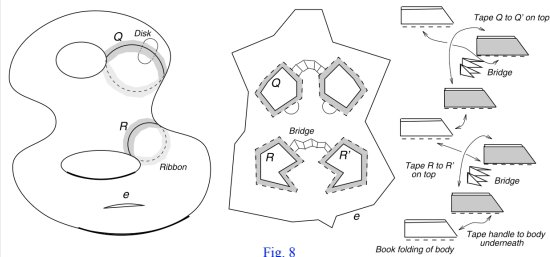 Q
Disk
R
Ribbon
e
Q
Bridge
R
R'
e
Tape Q to Q' on top
Bridge
Tape R to R'
on top
Bridge
Tape handle to body
underneath
Book folding of body
Fig. 8